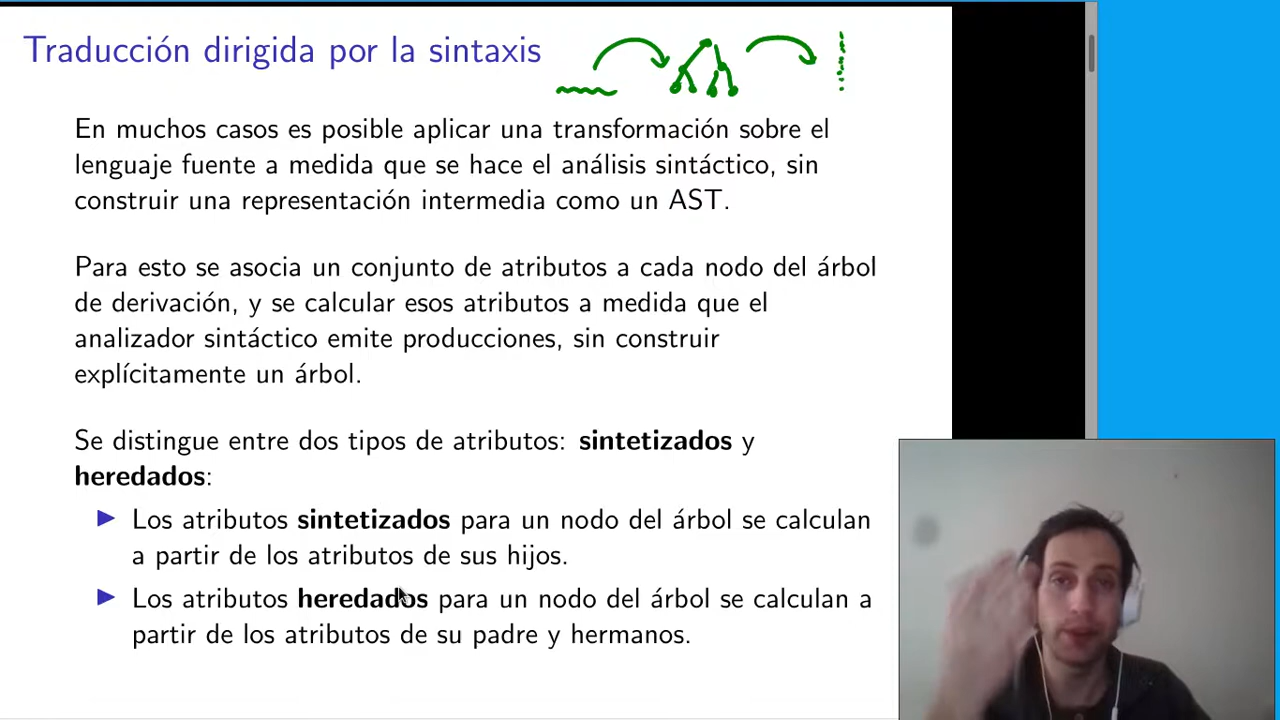 Traducción dirigida por la sintaxis
En muchos casos es posible aplicar una transformación sobre el
lenguaje fuente a medida que se hace el análisis sintáctico, sin
construir una representación intermedia como un AST.
Para esto se asocia un conjunto de atributos a cada nodo del árbol
de derivación, y se calcular esos atributos a medida que el
analizador sintáctico emite producciones, sin construir
explícitamente un árbol.
Se distingue entre dos tipos de atributos: sintetizados y
heredados:
Los atributos sintetizados para un nodo del árbol se calculan
a partir de los atributos de sus hijos.
Los atributos heredados para un nodo del árbol se calculan a
partir de los atributos de su padre y hermanos.